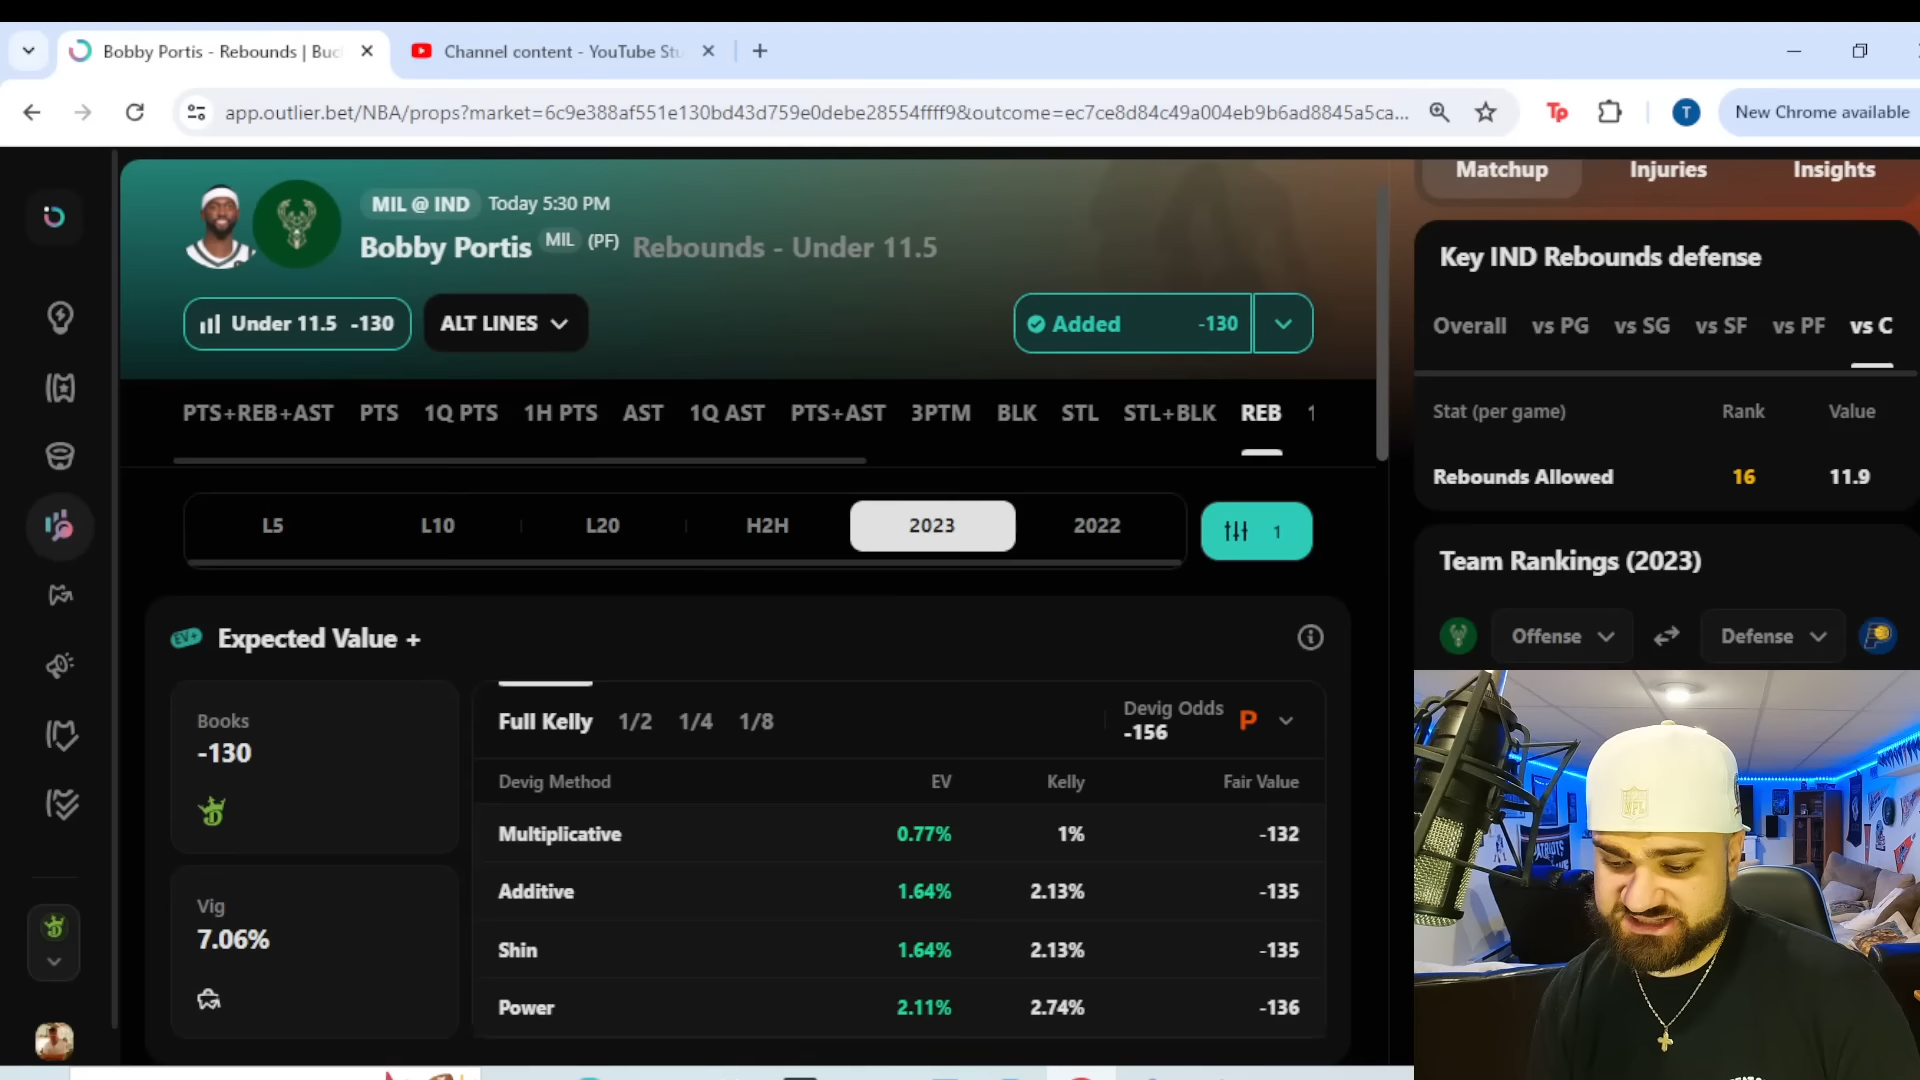 Bobby Portis - Rebounds | Buc
Channel content - YouTube Stu
app.outlier.bet/NBA/props?market=6c9e388af551e130bd43d759e0debe28554ffff9&outcome=ec7ce8d84c49a004eb9b6ad8845a5ca...
Tp
T
New Chrome available
MIL @ IND Today 5:30 PM
Bobby Portis MIL (PF) Rebounds - Under 11.5
Under 11.5 -130
ALT LINES
Added -130
PTS+REB+AST PTS 1Q PTS 1H PTS AST 1Q AST PTS+AST 3PTM BLK STL STL+BLK REB 1
L5 L10 L20 H2H 2023 2022
1
EV+ Expected Value +
Books
-130
Vig
7.06%
Full Kelly 1/2 1/4 1/8
Devig Odds
-156
P
Devig Method EV Kelly Fair Value
Multiplicative 0.77% 1% -132
Additive 1.64% 2.13% -135
Shin 1.64% 2.13% -135
Power 2.11% 2.74% -136
Matchup Injuries Insights
Key IND Rebounds defense
Overall vs PG vs SG vs SF vs PF vs C
Stat (per game) Rank Value
Rebounds Allowed 16 11.9
Team Rankings (2023)
Offense Defense
NFL
PATRIOTS